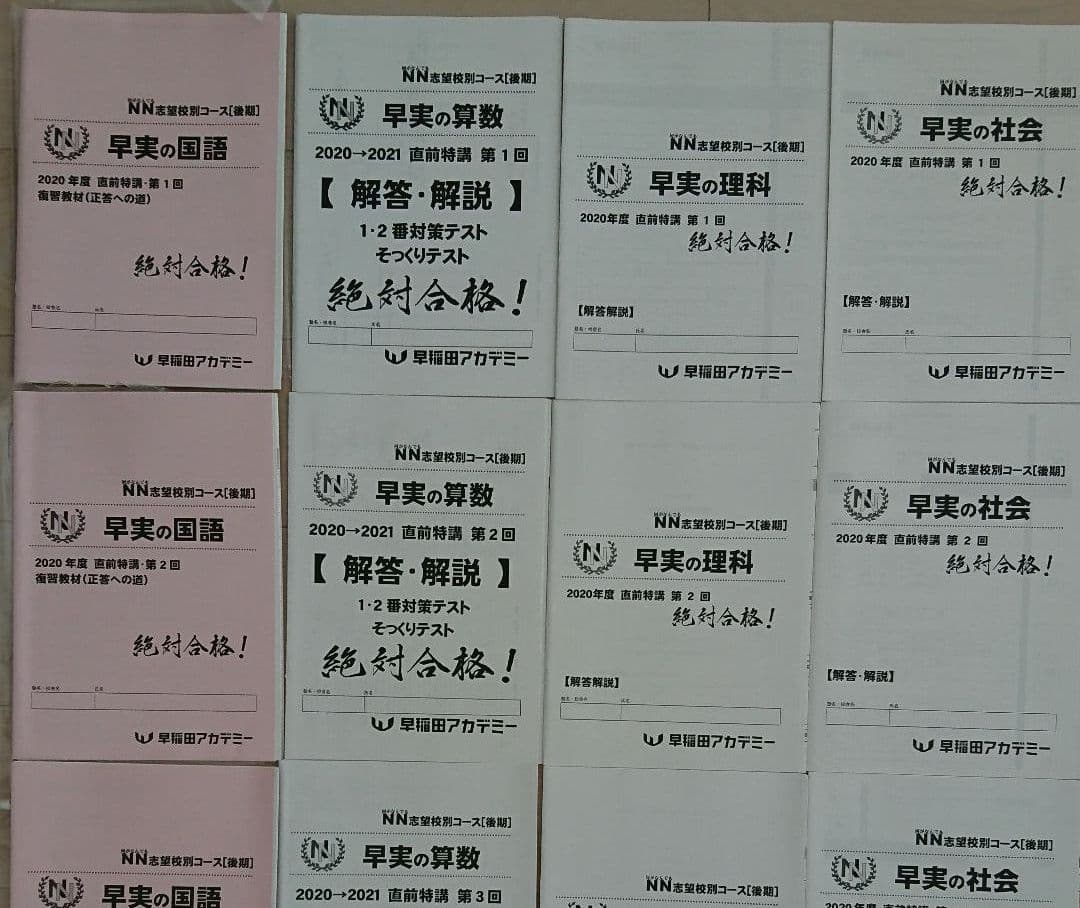 NN志望校別コース[後期]
早実の国語
2020年度 直前特講・第1回
復習教材(正答への道)
絶対合格!
早稲田アカデミー
NN志望校別コース[後期]
早実の算数
2020→2021 直前特講 第1回
【 解答・解説 】
1・2番対策テスト
そっくりテスト
絶対合格!
早稲田アカデミー
NN志望校別コース[後期]
早実の理科
2020年度 直前特講 第1回
絶対合格!
【解答解説】
早稲田アカデミー
NN志望校別コース[後期]
早実の社会
2020年度 直前特講 第1回
絶対合格!
【解答・解説】
早稲田アカデミー
NN志望校別コース[後期]
早実の国語
2020年度 直前特講・第2回
復習教材(正答への道)
絶対合格!
早稲田アカデミー
NN志望校別コース[後期]
早実の算数
2020→2021 直前特講 第2回
【 解答・解説 】
1・2番対策テスト
そっくりテスト
絶対合格!
早稲田アカデミー
NN志望校別コース[後期]
早実の理科
2020年度 直前特講 第2回
絶対合格!
【解答解説】
早稲田アカデミー
NN志望校別コース[後期]
早実の社会
2020年度 直前特講 第2回
絶対合格!
【解答・解説】
早稲田アカデミー
NN志望校別コース[後期]
早実の国語
NN志望校別コース[後期]
早実の算数
2020→2021 直前特講 第3回
NN志望校別コース[後期]
NN志望校別コース[後期]
早実の社会